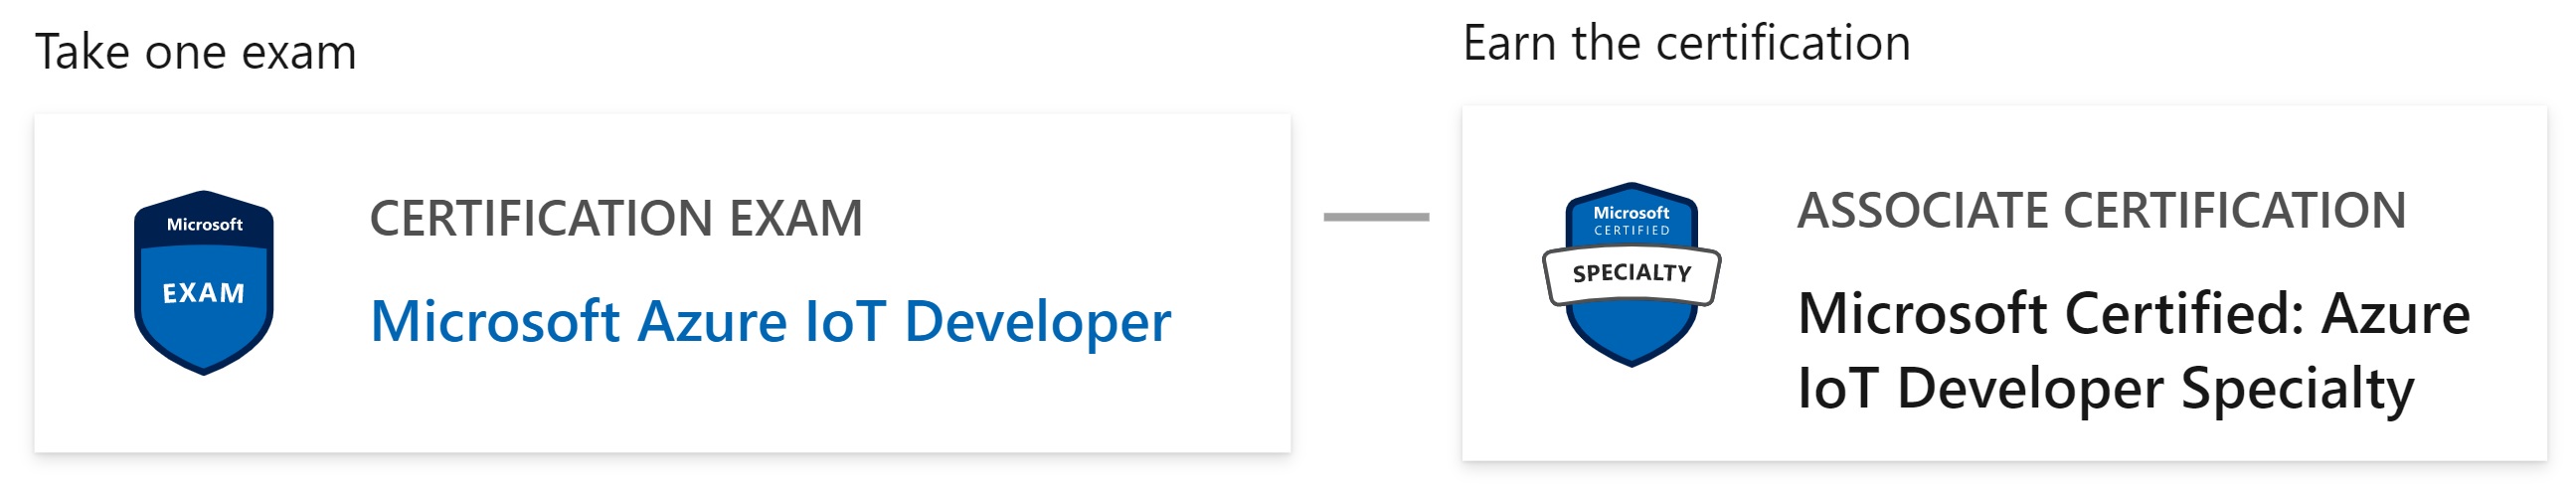 Take one exam
Microsoft
EXAM
CERTIFICATION EXAM
Microsoft Azure IoT Developer
Earn the certification
Microsoft
CERTIFIED
SPECIALTY
ASSOCIATE CERTIFICATION
Microsoft Certified: Azure
IoT Developer Specialty